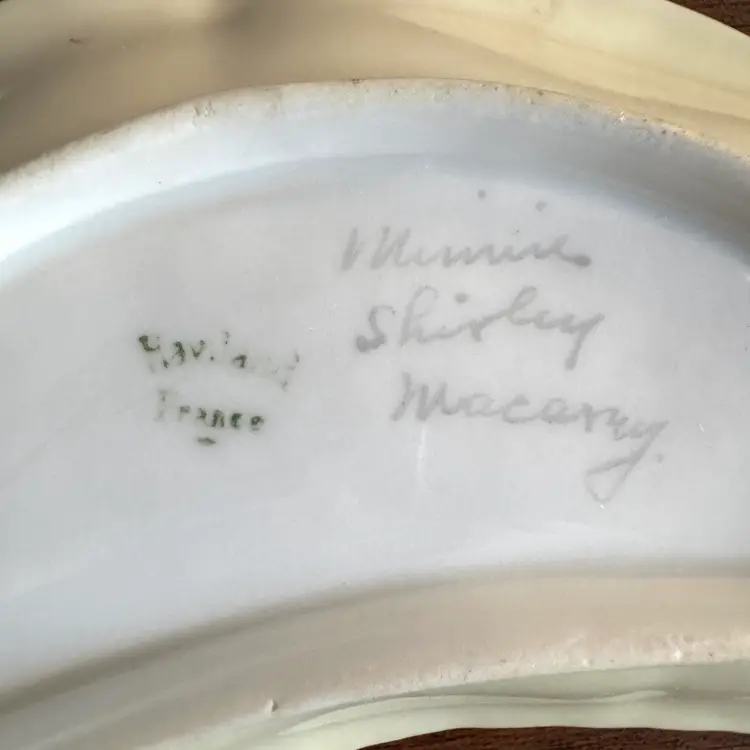 Haviland
France
Minnie
Shirley
Macarry.